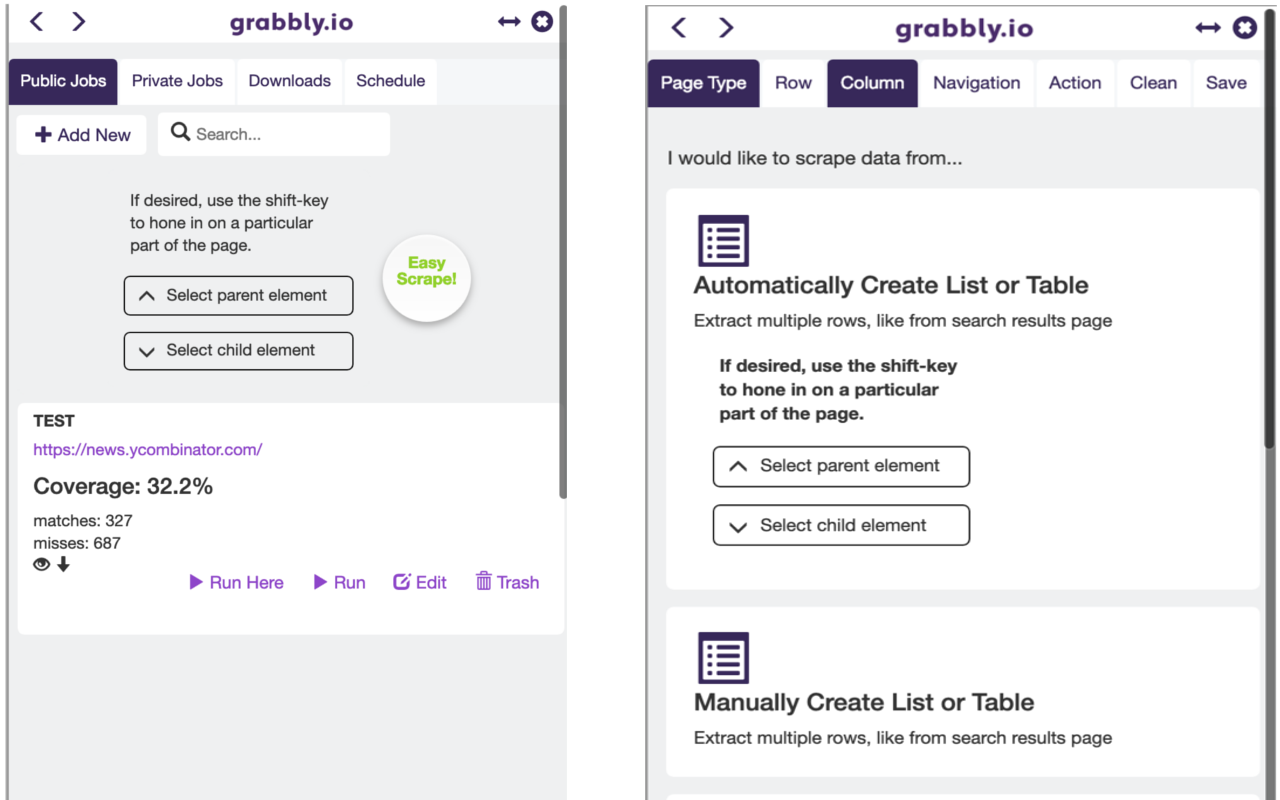 grabbly.io
Public Jobs Private Jobs Downloads Schedule
Add New Search...
If desired, use the shift-key
to hone in on a particular
part of the page.
Easy
Scrape!
Select parent element
Select child element
TEST
https://news.ycombinator.com/
Coverage: 32.2%
matches: 327
misses: 687
Run Here Run Edit Trash
grabbly.io
Page Type Row Column Navigation Action Clean Save
I would like to scrape data from...
Automatically Create List or Table
Extract multiple rows, like from search results page
If desired, use the shift-key
to hone in on a particular
part of the page.
Select parent element
Select child element
Manually Create List or Table
Extract multiple rows, like from search results page